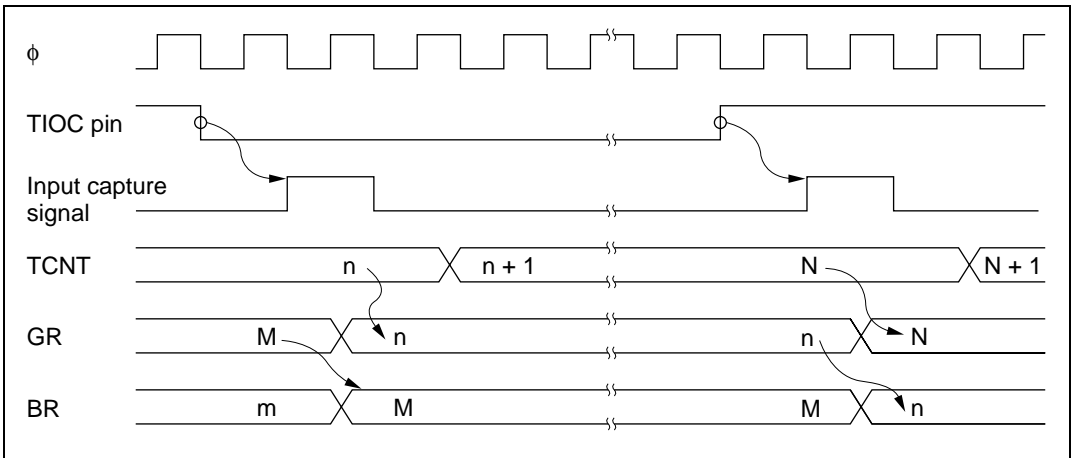 ϕ
TIOC pin
Input capture
signal
TCNT n n + 1 N N + 1
GR M n n N
BR m M M n